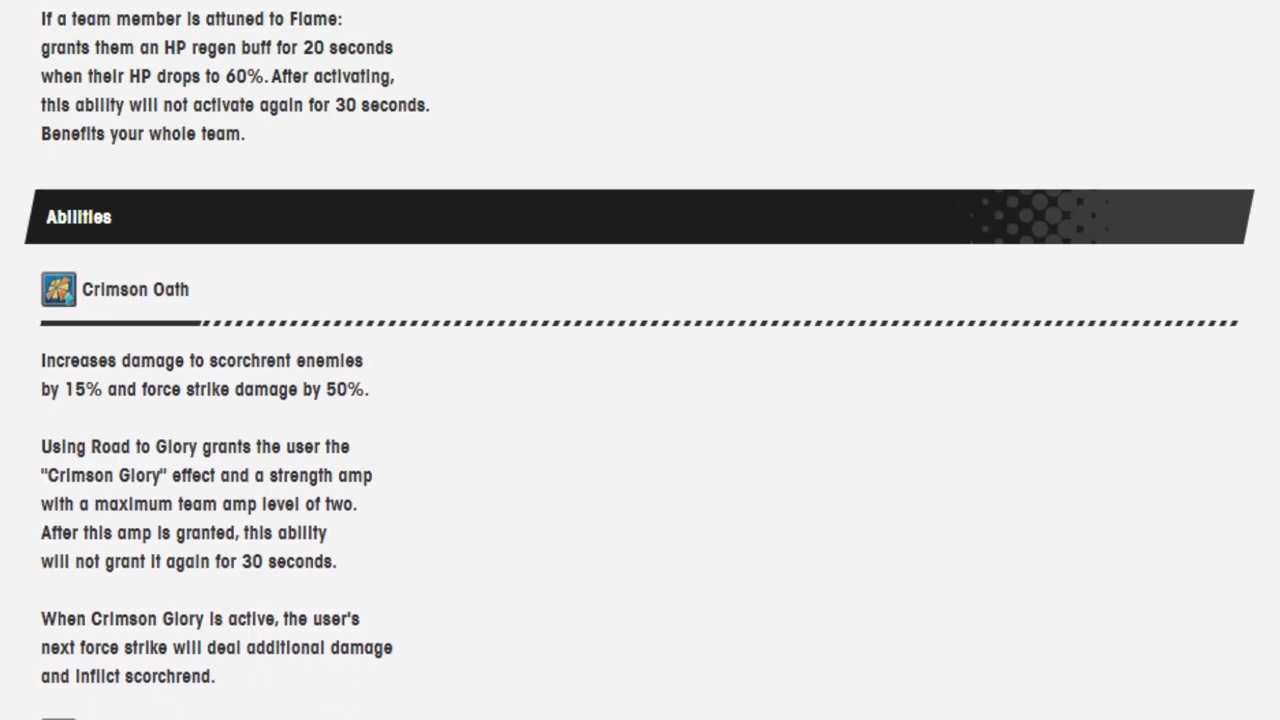 If a team member is attuned to Flame:
grants them an HP regen buff for 20 seconds
when their HP drops to 60%. After activating,
this ability will not activate again for 30 seconds.
Benefits your whole team.
Abilities
Crimson Oath
Increases damage to scorchrent enemies
by 15% and force strike damage by 50%.
Using Road to Glory grants the user the
"Crimson Glory" effect and a strength amp
with a maximum team amp level of two.
After this amp is granted, this ability
will not grant it again for 30 seconds.
When Crimson Glory is active, the user's
next force strike will deal additional damage
and inflict scorchrend.